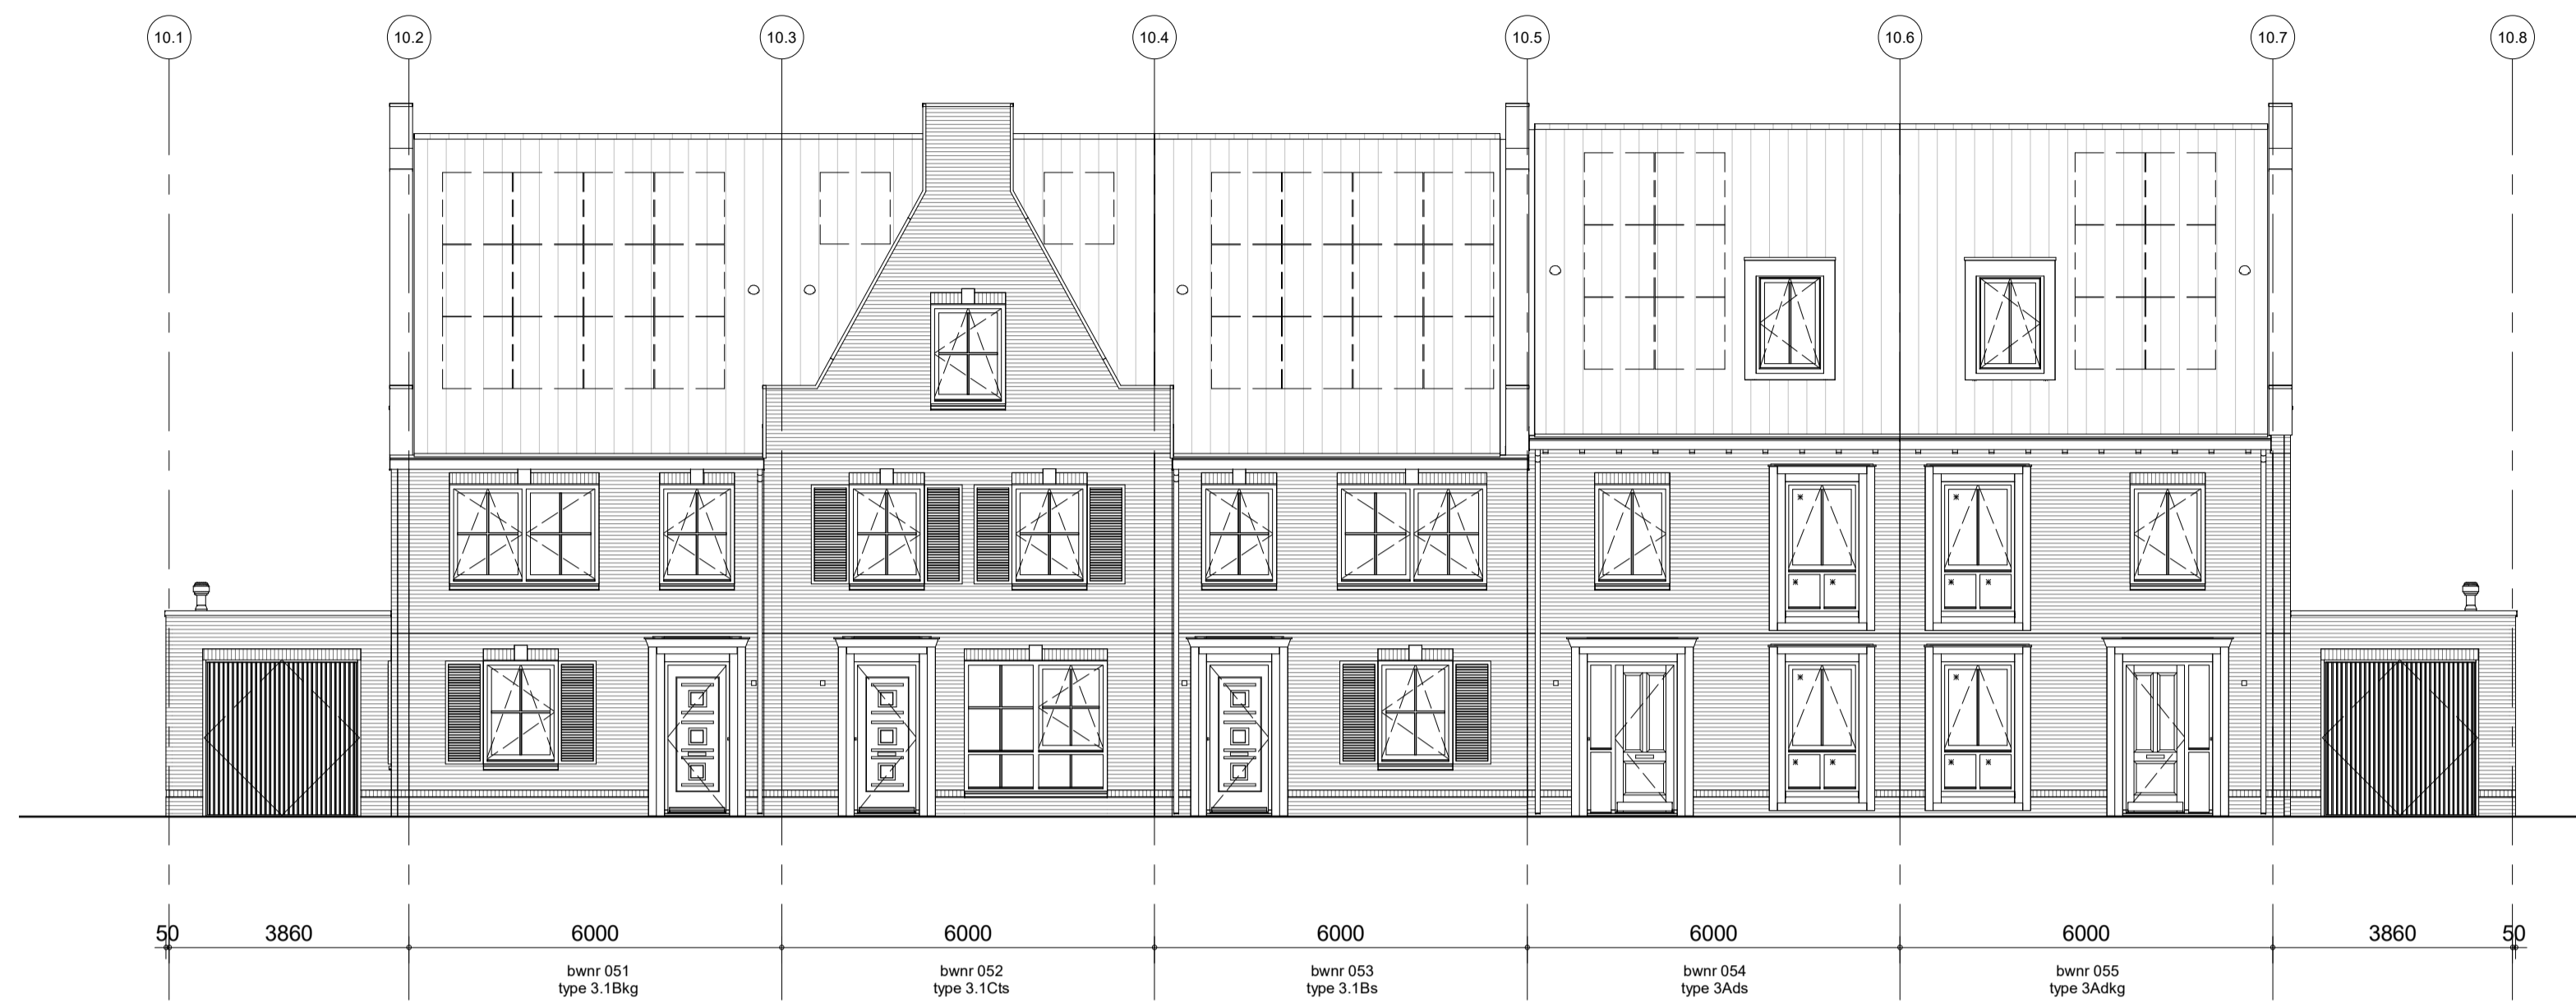 10.1 10.2 10.3 10.4 10.5 10.6 10.7 10.8
50 3860 6000 6000 6000 6000 6000 3860 50
bwnr 051 bwnr 052 bwnr 053 bwnr 054 bwnr 055
type 3.1Bkg type 3.1Cts type 3.1Bs type 3Ads type 3Adkg